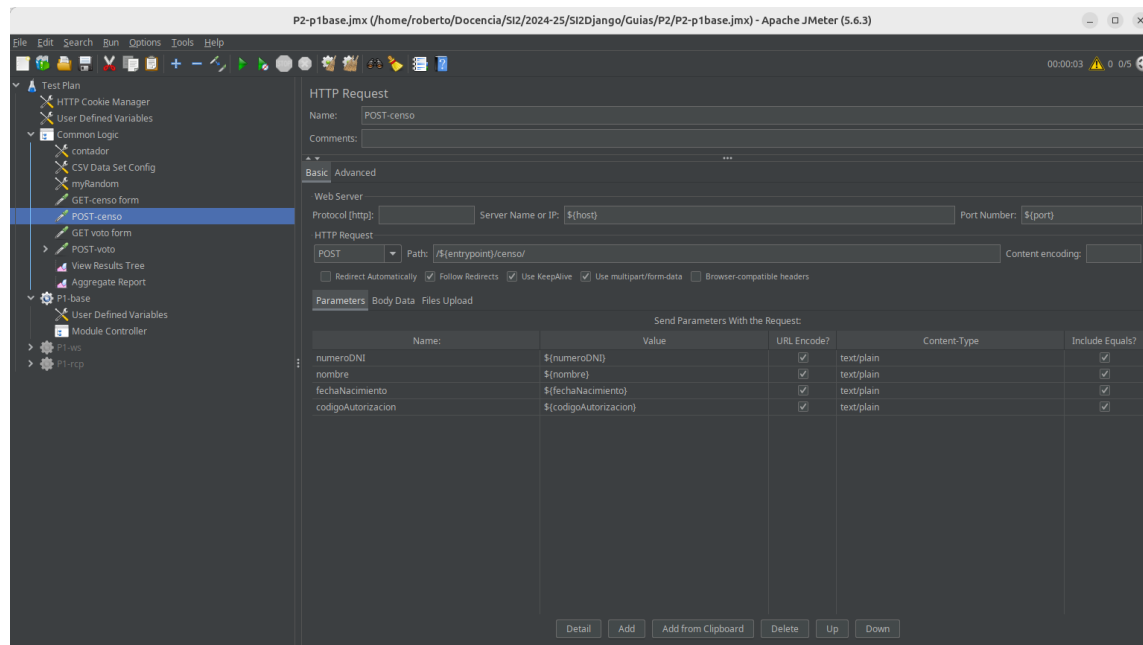 P2-p1base.jmx (/home/roberto/Docencia/SI2/2024-25/SI2Django/Guias/P2/P2-p1base.jmx) - Apache JMeter (5.6.3)
File Edit Search Run Options Tools Help
00:00:03 0 0/5
Test Plan
HTTP Cookie Manager
User Defined Variables
Common Logic
contador
CSV Data Set Config
myRandom
GET-censo form
POST-censo
GET voto form
POST-voto
View Results Tree
Aggregate Report
P1-base
User Defined Variables
Module Controller
P1-ws
P1-rcp
HTTP Request
Name: POST-censo
Comments:
Basic Advanced
Web Server
Protocol [http]: Server Name or IP: ${host} Port Number: ${port}
HTTP Request
POST Path: /${entrypoint}/censo/ Content encoding:
Redirect Automatically Follow Redirects Use KeepAlive Use multipart/form-data Browser-compatible headers
Parameters Body Data Files Upload
Send Parameters With the Request:
Name: Value URL Encode? Content-Type Include Equals?
numeroDNI ${numeroDNI} text/plain
nombre ${nombre} text/plain
fechaNacimiento ${fechaNacimiento} text/plain
codigoAutorizacion ${codigoAutorizacion} text/plain
Detail Add Add from Clipboard Delete Up Down